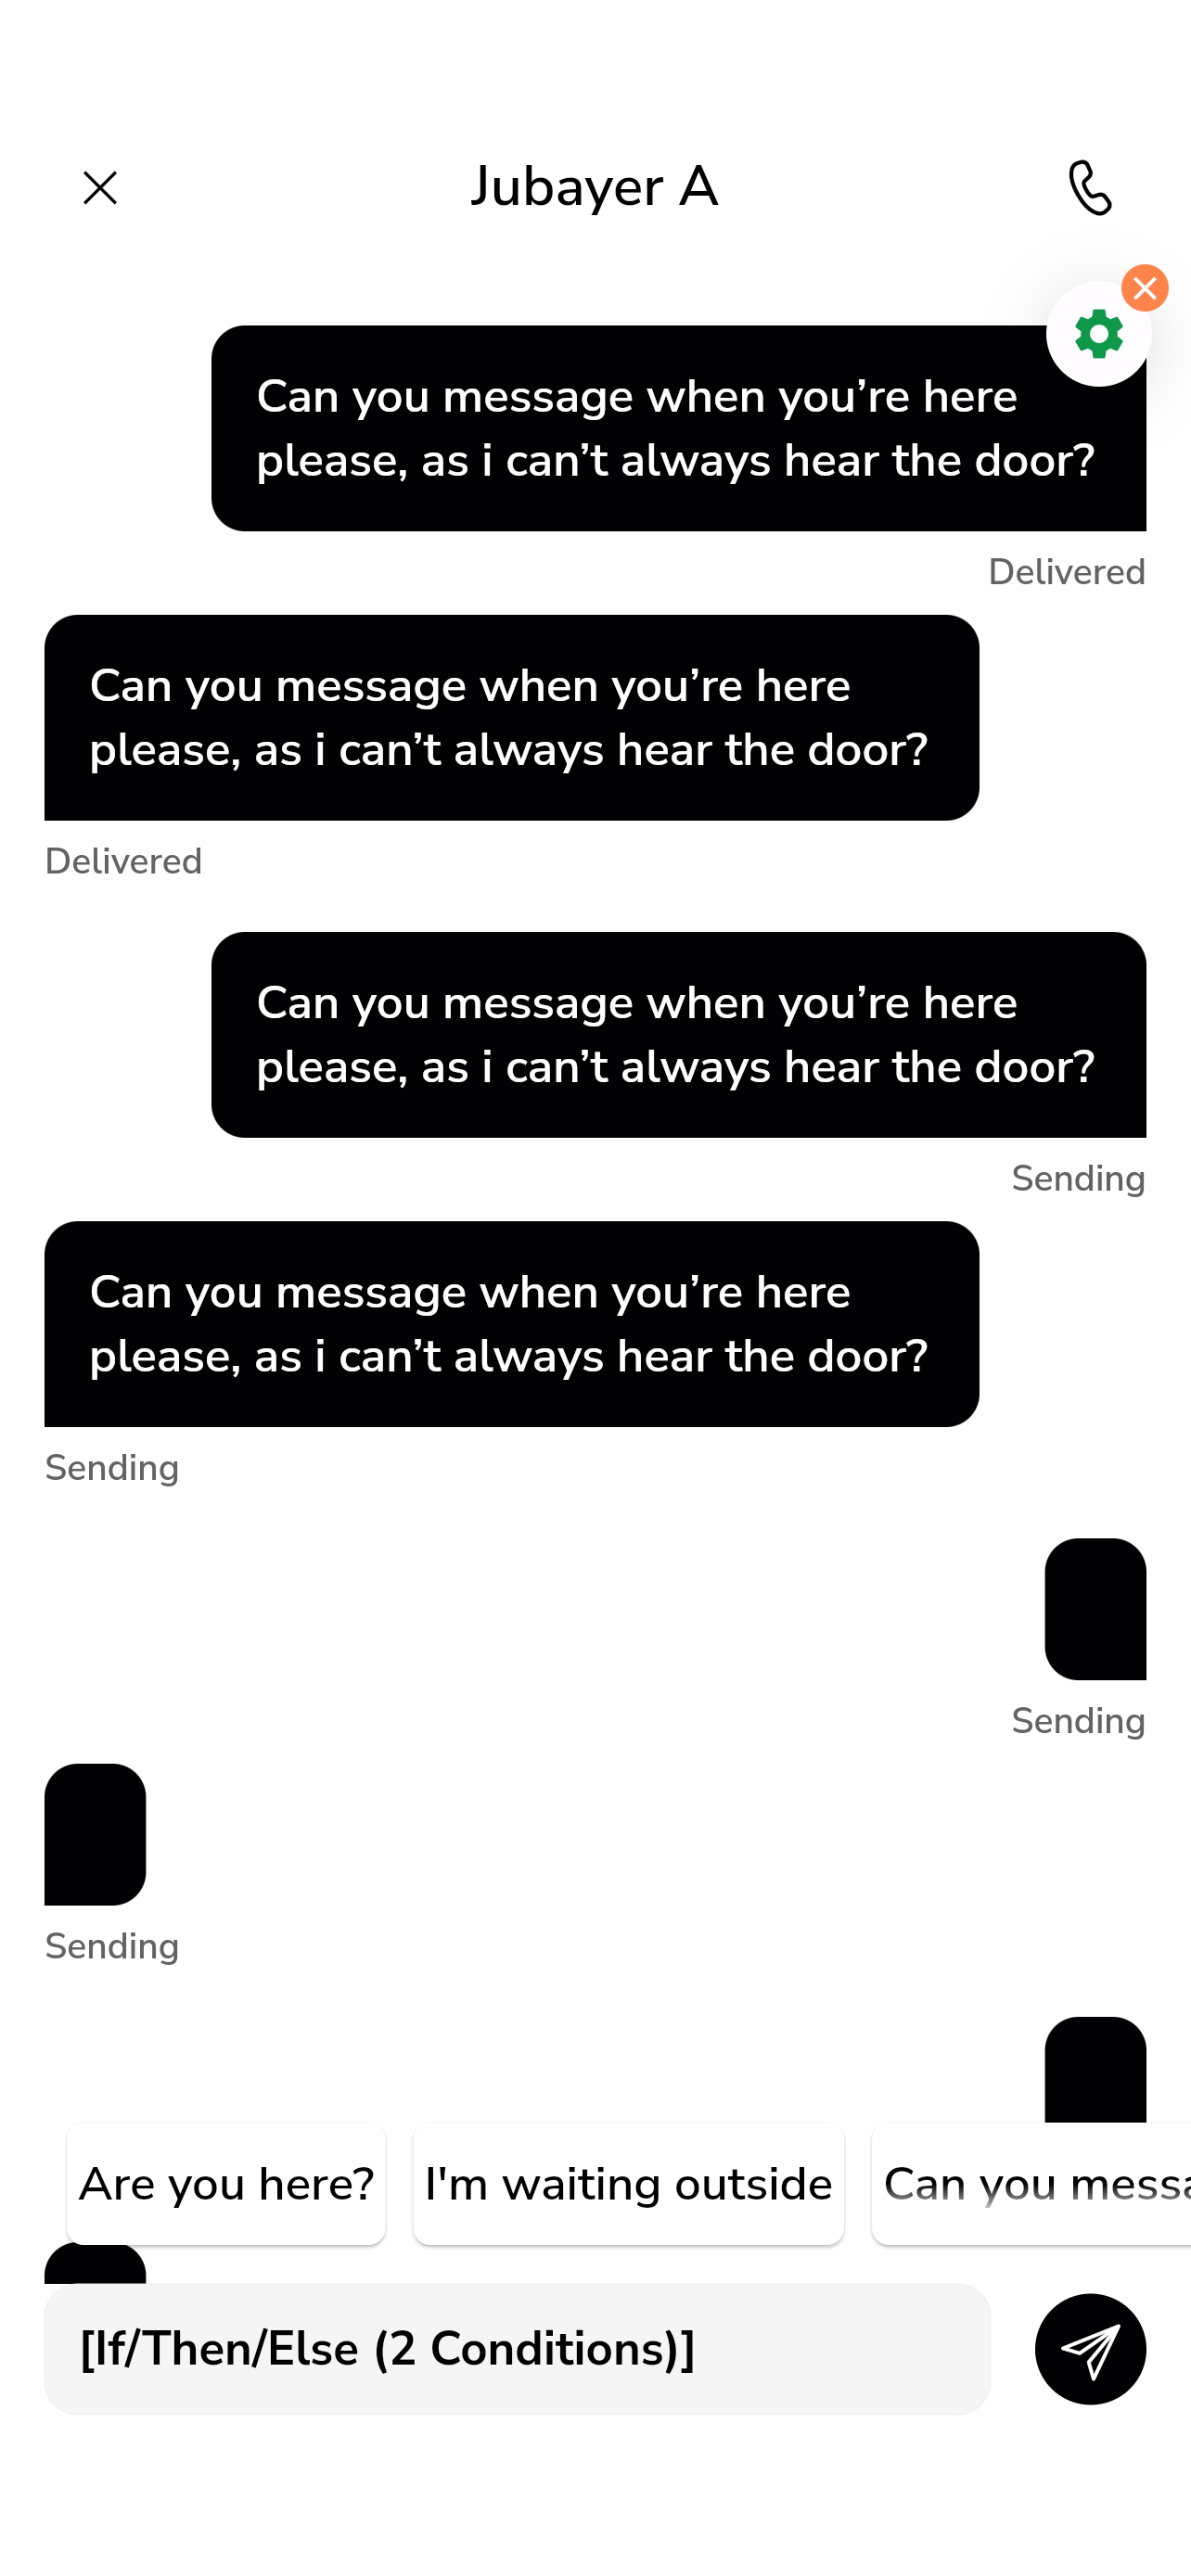 Jubayer A
Can you message when you’re here
please, as i can’t always hear the door?
Delivered
Can you message when you’re here
please, as i can’t always hear the door?
Delivered
Can you message when you’re here
please, as i can’t always hear the door?
Sending
Can you message when you’re here
please, as i can’t always hear the door?
Sending
Sending
Sending
Are you here?
I'm waiting outside
Can you messa
[If/Then/Else (2 Conditions)]